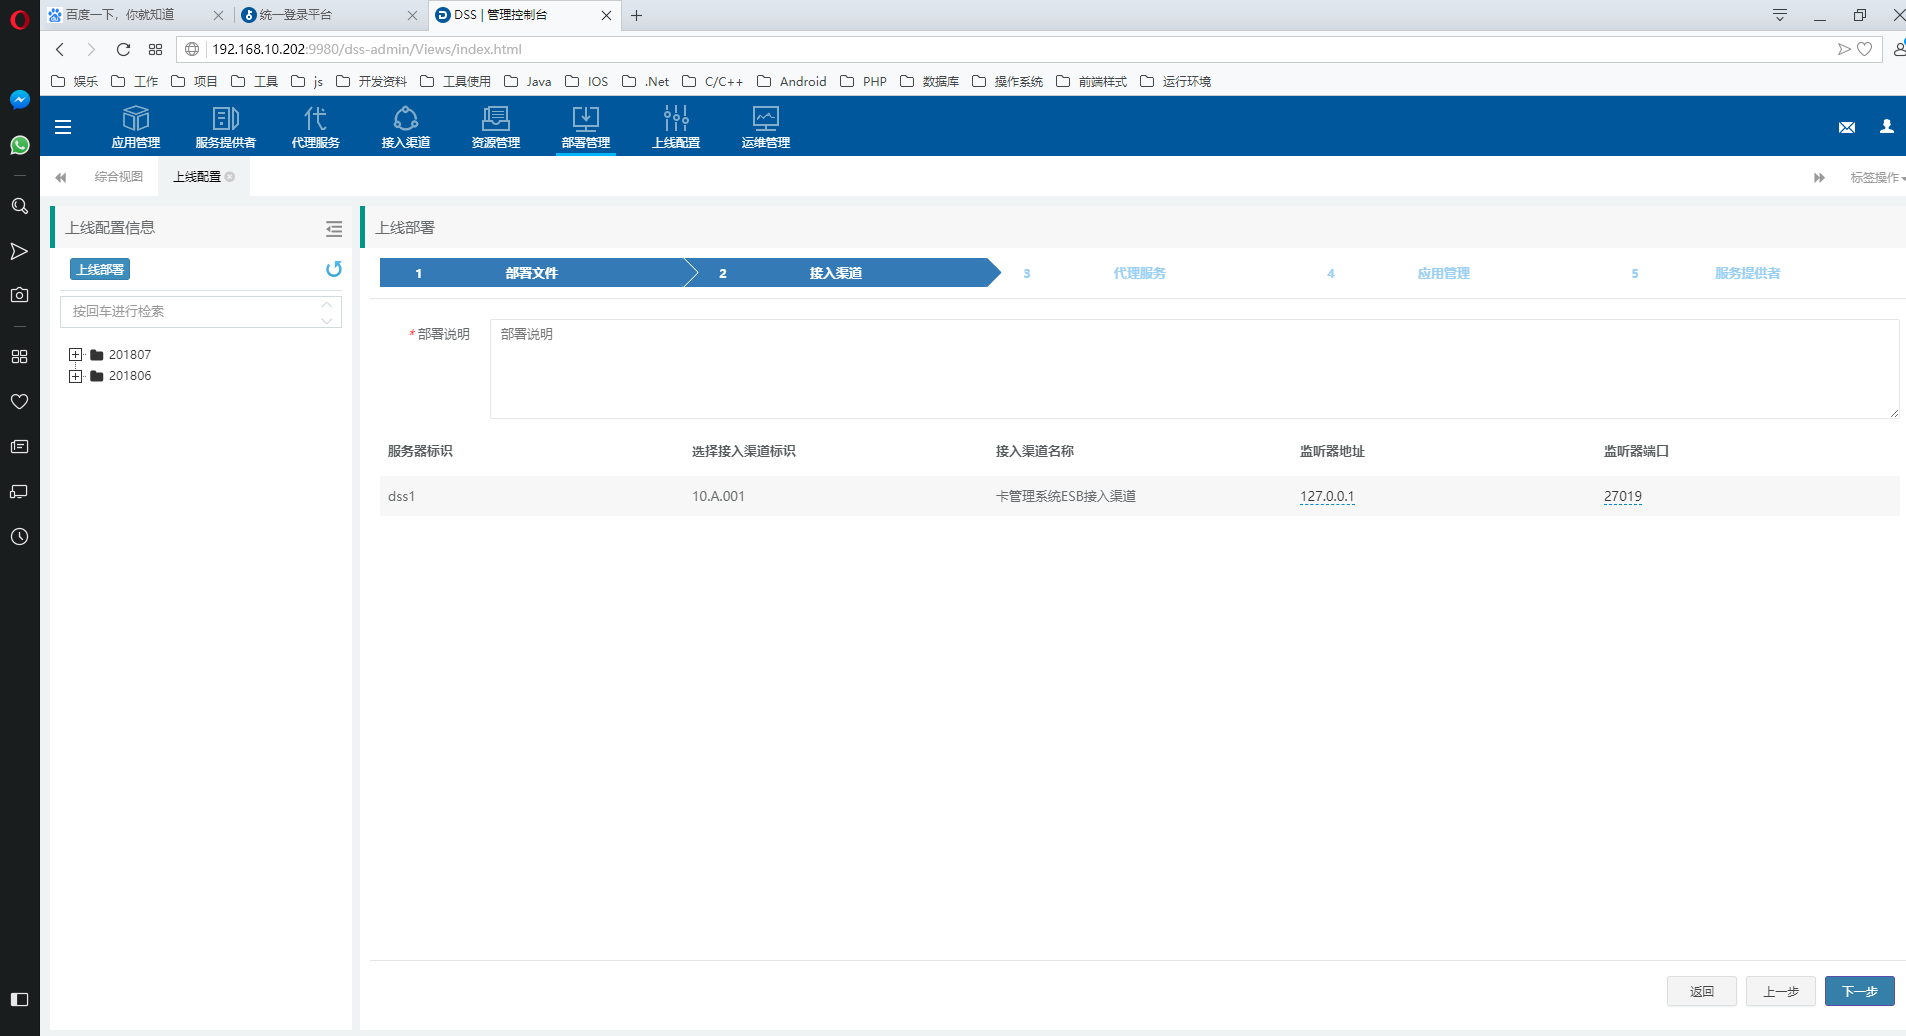 百度一下，你就知道
统一登录平台
DSS | 管理控制台
192.168.10.202:9980/dss-admin/Views/index.html
娱乐 工作 项目 工具 js 开发资料 工具使用 Java IOS .Net C/C++ Android PHP 数据库 操作系统 前端样式 运行环境
应用管理 服务提供者 代理服务 接入渠道 资源管理 部署管理 上线配置 运维管理
综合视图 上线配置 标签操作
上线配置信息
上线部署
按回车进行检索
201807
201806
上线部署
1 部署文件 2 接入渠道 3 代理服务 4 应用管理 5 服务提供者
*部署说明 部署说明
服务器标识 选择接入渠道标识 接入渠道名称 监听器地址 监听器端口
dss1 10.A.001 卡管理系统ESB接入渠道 127.0.0.1 27019
返回 上一步 下一步